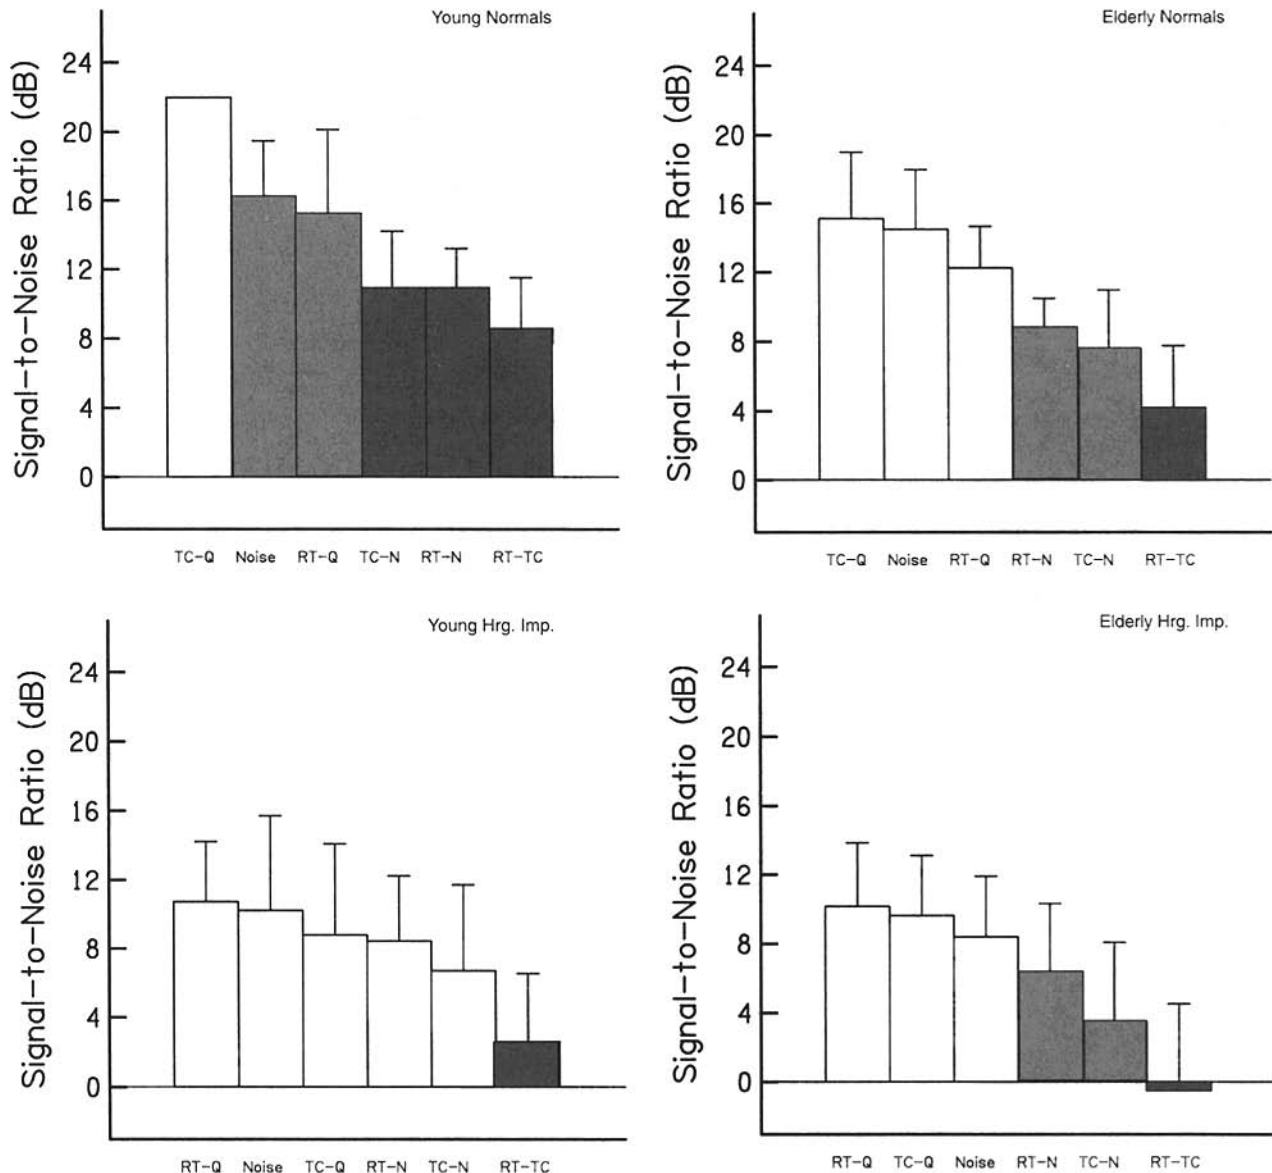 Young Normals
Signal-to-Noise Ratio (dB)
24
20
16
12
8
4
0
TC-Q Noise RT-Q TC-N RT-N RT-TC
Elderly Normals
Signal-to-Noise Ratio (dB)
24
20
16
12
8
4
0
TC-Q Noise RT-Q RT-N TC-N RT-TC
Young Hrg. Imp.
Signal-to-Noise Ratio (dB)
24
20
16
12
8
4
0
RT-Q Noise TC-Q RT-N TC-N RT-TC
Elderly Hrg. Imp.
Signal-to-Noise Ratio (dB)
24
20
16
12
8
4
0
RT-Q TC-Q Noise RT-N TC-N RT-TC